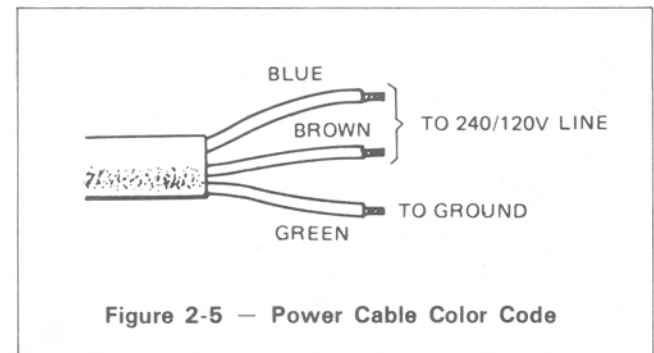 BLUE
BROWN
TO 240/120V LINE
TO GROUND
GREEN
Figure 2-5 — Power Cable Color Code